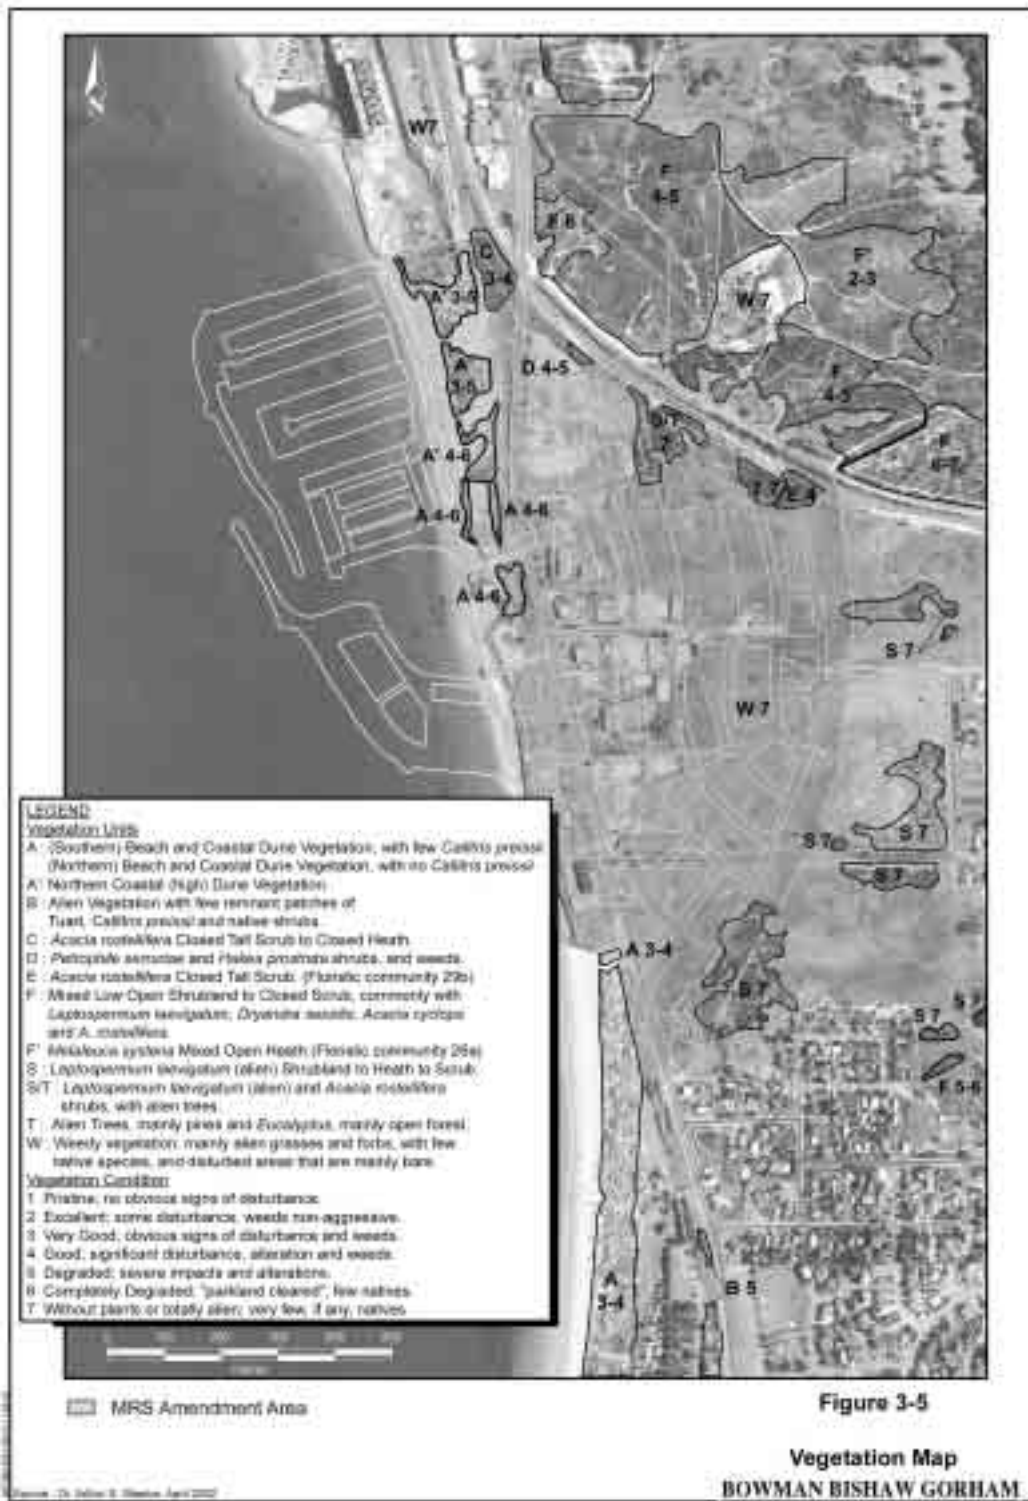 W7
F
4-5
F 6
C
3-4
F'
2-3
W 7
A
3-5
D 4-5
F
A' 4-6
F
E 4
A 4-6
A 4-6
A 4-6
S 7
W 7
S 7
S 7
S 7
A 3-4
S 7
S 7
S 7
F 5-6
A
3-4
B 5
LEGEND
Vegetation Units
A : (Southern) Beach and Coastal Dune Vegetation, with few Callitris preissii
(Northern) Beach and Coastal Dune Vegetation, with no Callitris preissii
A' Northern Coastal (high) Dune Vegetation
B : Alien Vegetation with few remnant patches of
Tuart, Callitris preissii and native shrubs.
C : Acacia rostellifera Closed Tall Scrub to Closed Heath
D : Petrophile serruriae and Hakea prostrata shrubs, and weeds.
E : Acacia rostellifera Closed Tall Scrub. (Floristic community 29b)
F : Mixed Low Open Shrubland to Closed Scrub, commonly with
Leptospermum laevigatum, Dryandra sessilis, Acacia cyclops
and A. rostellifera.
F' Melaleuca systena Mixed Open Heath (Floristic community 26a)
S : Leptospermum laevigatum (alien) Shrubland to Heath to Scrub.
S/T Leptospermum laevigatum (alien) and Acacia rostellifera
shrubs, with alien trees.
T : Alien Trees, mainly pines and Eucalyptus, mainly open forest.
W : Weedy vegetation: mainly alien grasses and forbs, with few
native species, and disturbed areas that are mainly bare.
Vegetation Condition
1 Pristine; no obvious signs of disturbance.
2 Excellent; some disturbance, weeds non-aggressive.
3 Very Good; obvious signs of disturbance and weeds.
4 Good; significant disturbance, alteration and weeds.
5 Degraded; severe impacts and alterations.
6 Completely Degraded; "parkland cleared", few natives.
7 Without plants or totally alien; very few, if any, natives
MRS Amendment Area
Figure 3-5
Vegetation Map
BOWMAN BISHAW GORHAM